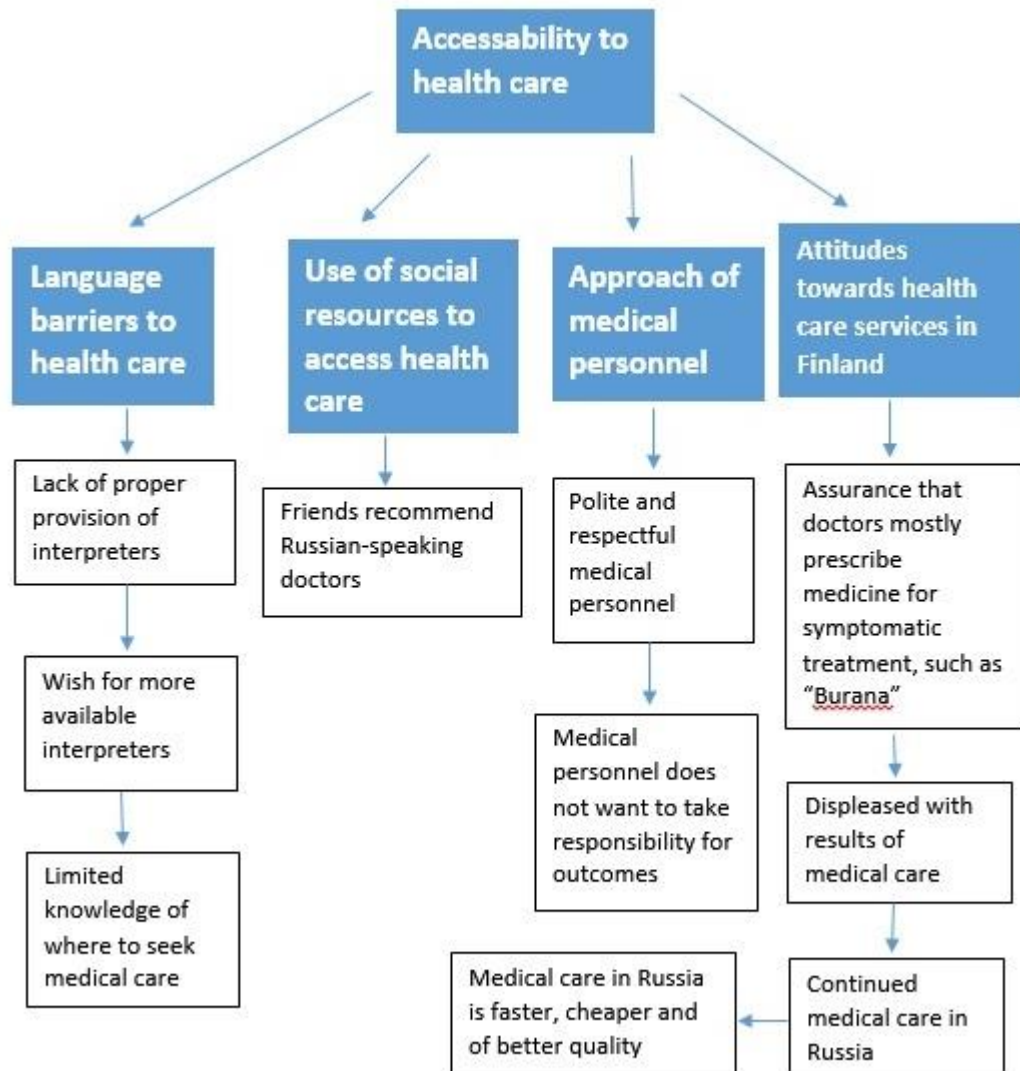 Accessability to
health care
Language
barriers to
health care
Use of social
resources to
access health
care
Approach of
medical
personnel
Attitudes
towards health
care services in
Finland
Lack of proper
provision of
interpreters
Wish for more
available
interpreters
Limited
knowledge of
where to seek
medical care
Friends recommend
Russian-speaking
doctors
Polite and
respectful
medical
personnel
Medical
personnel does
not want to take
responsibility for
outcomes
Assurance that
doctors mostly
prescribe
medicine for
symptomatic
treatment, such as
“Burana”
Displeased with
results of
medical care
Continued
medical care in
Russia
Medical care in Russia
is faster, cheaper and
of better quality